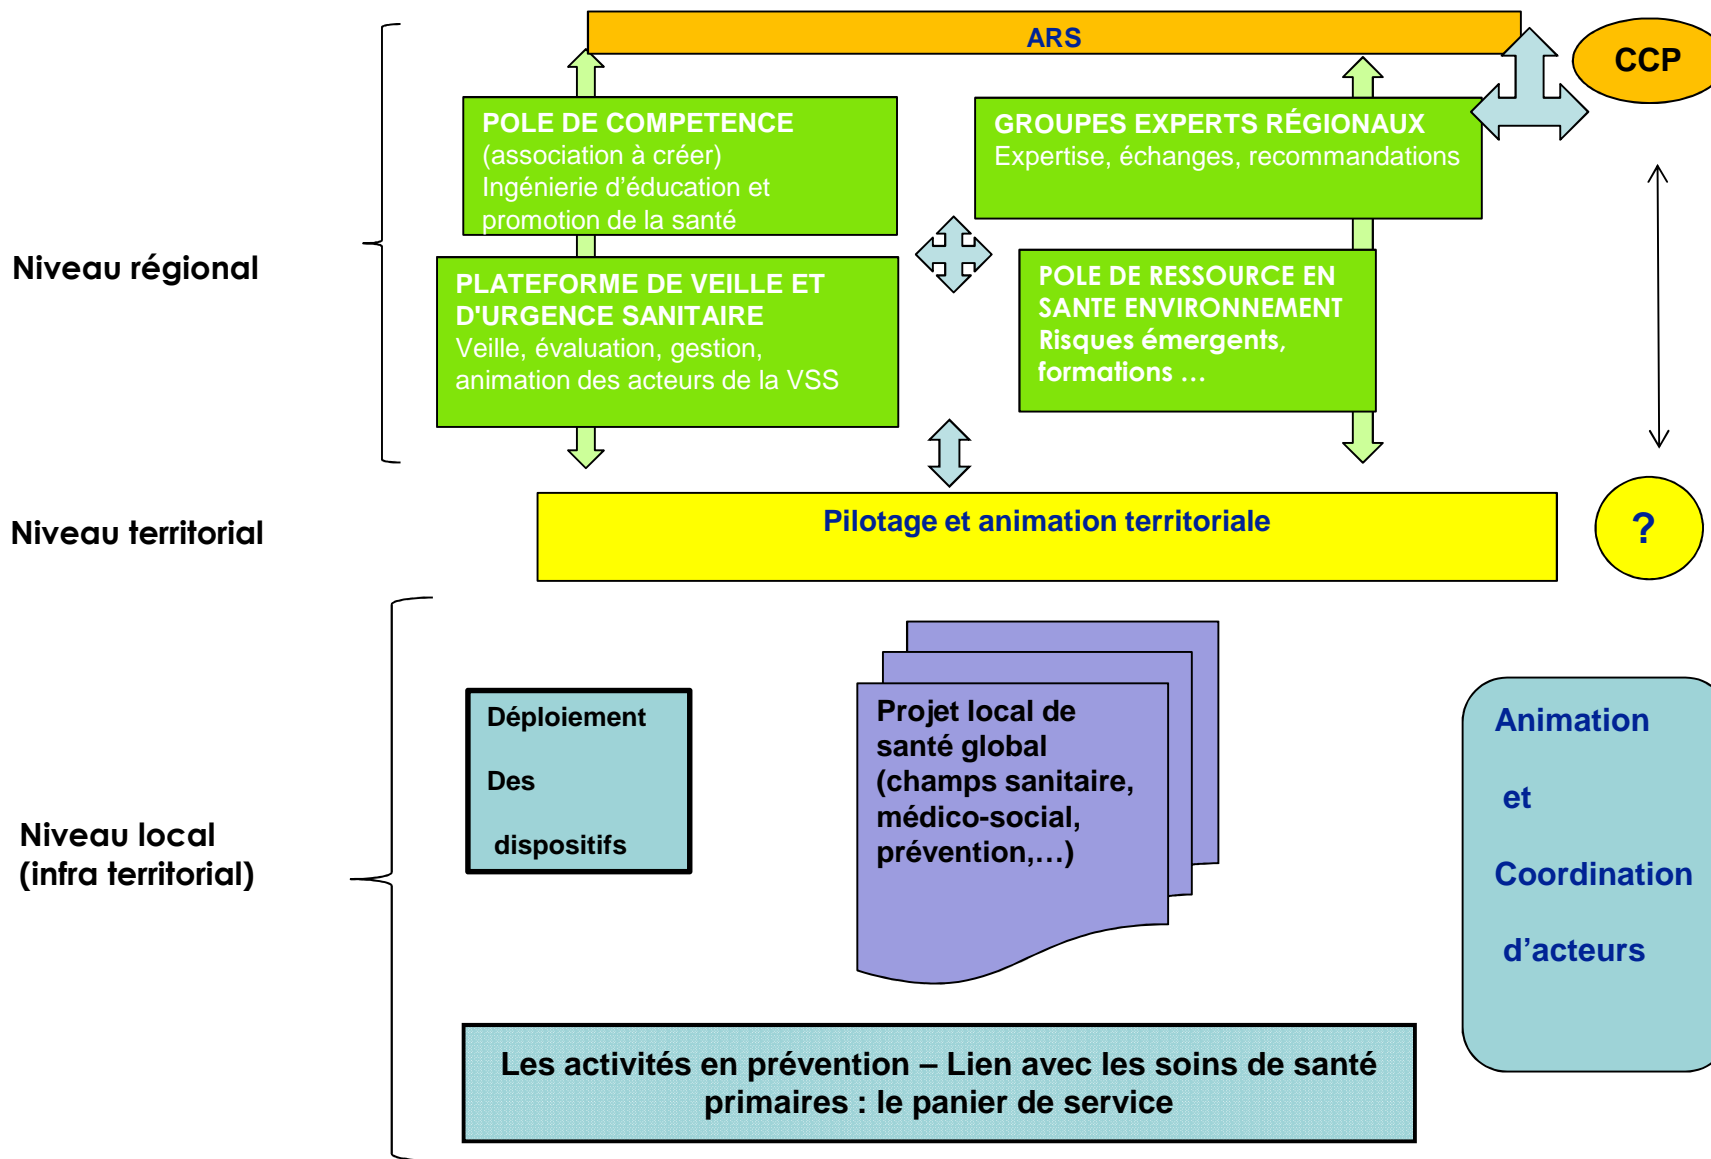 ARS
CCP
POLE DE COMPETENCE
(association à créer)
Ingénierie d'éducation et
promotion de la santé
GROUPES EXPERTS RÉGIONAUX
Expertise, échanges, recommandations
Niveau régional
PLATEFORME DE VEILLE ET
D'URGENCE SANITAIRE
Veille, évaluation, gestion,
animation des acteurs de la VSS
POLE DE RESSOURCE EN
SANTE ENVIRONNEMENT
Risques émergents,
formations …
Niveau territorial
Pilotage et animation territoriale
?
Niveau local
(infra territorial)
Déploiement
Des
dispositifs
Projet local de
santé global
(champs sanitaire,
médico-social,
prévention,…)
Animation
et
Coordination
d'acteurs
Les activités en prévention – Lien avec les soins de santé
primaires : le panier de service